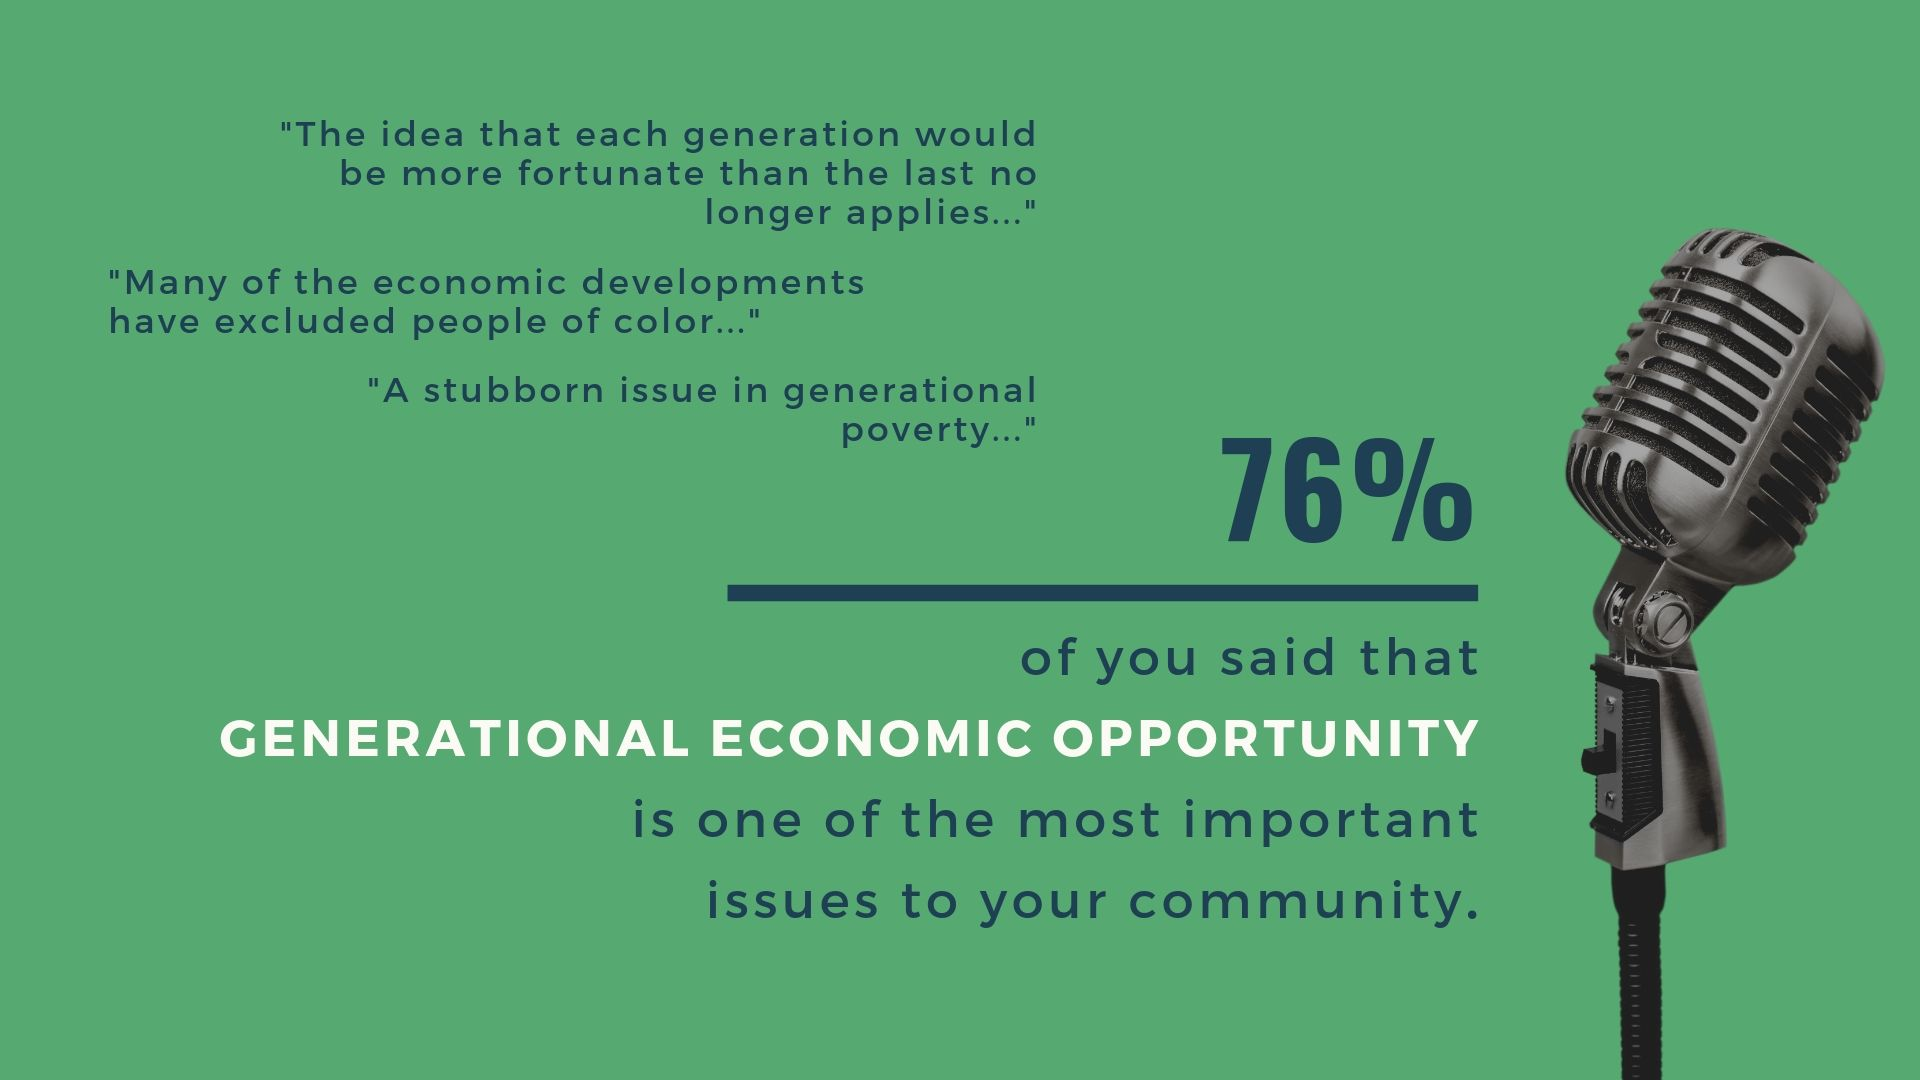 "The idea that each generation would
be more fortunate than the last no
longer applies..."
"Many of the economic developments
have excluded people of color..."
"A stubborn issue in generational
poverty..."
76%
of you said that
GENERATIONAL ECONOMIC OPPORTUNITY
is one of the most important
issues to your community.